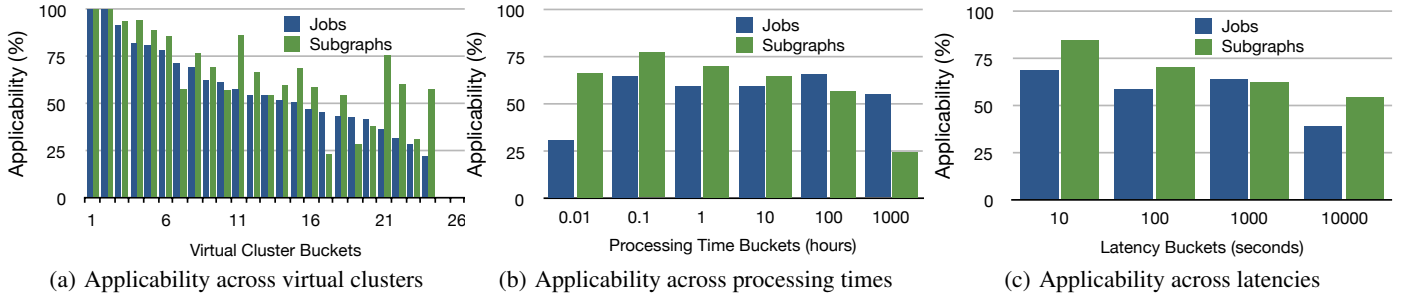 100
75
50
25
0
Applicability (%)
Jobs
Subgraphs
1
6
11
16
21
26
Virtual Cluster Buckets
(a) Applicability across virtual clusters
100
75
50
25
0
Applicability (%)
Jobs
Subgraphs
0.01
0.1
1
10
100
1000
Processing Time Buckets (hours)
(b) Applicability across processing times
100
75
50
25
0
Applicability (%)
Jobs
Subgraphs
10
100
1000
10000
Latency Buckets (seconds)
(c) Applicability across latencies